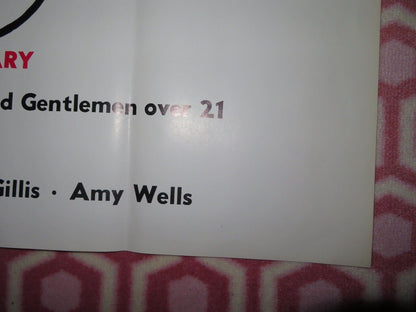 ARY
d Gentlemen over 21
Gillis · Amy Wells